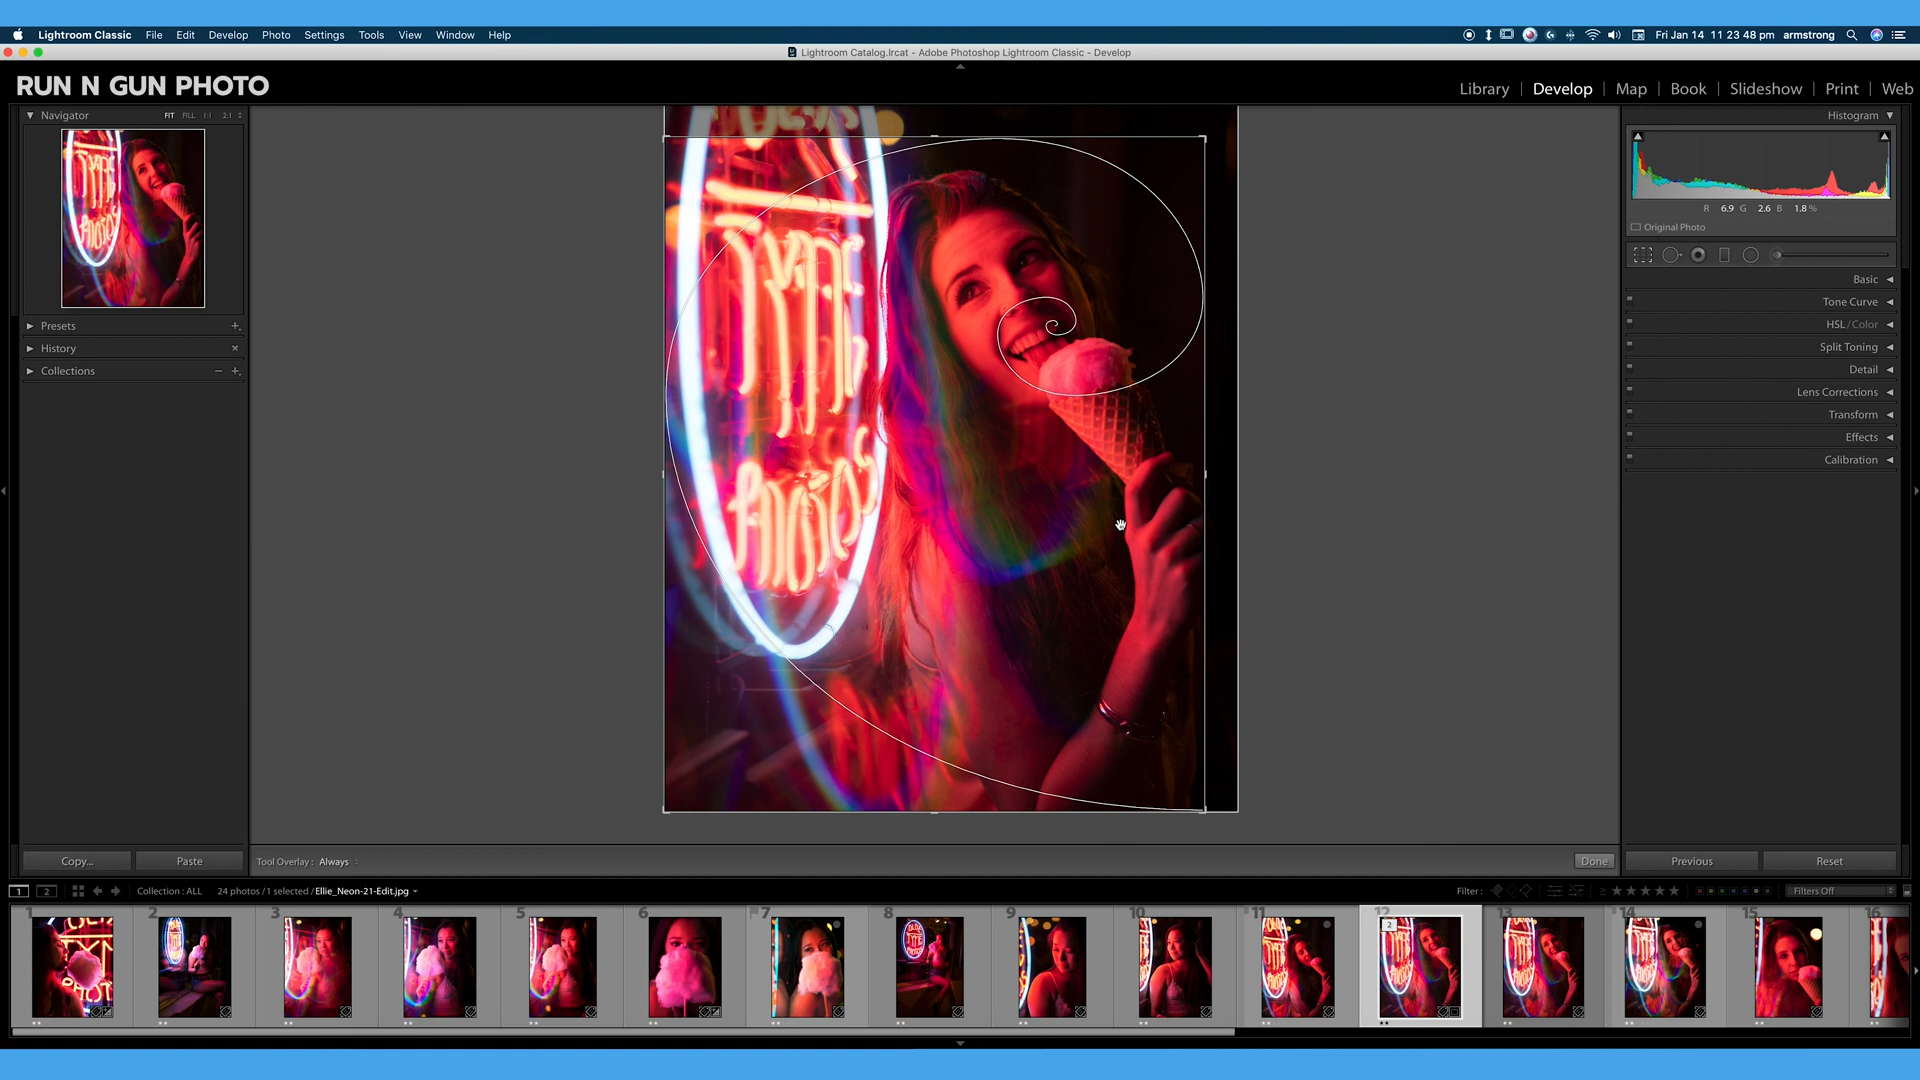 Lightroom Classic File Edit Develop Photo Settings Tools View Window Help
Fri Jan 14 11 23 48 pm armstrong
Lightroom Catalog.lrcat - Adobe Photoshop Lightroom Classic - Develop
RUN N GUN PHOTO
Library | Develop | Map | Book | Slideshow | Print | Web
Navigator FIT FILL 1:1 2:1
Histogram
R 6.9 G 2.6 B 1.8 %
Original Photo
Basic
Tone Curve
HSL / Color
Split Toning
Detail
Lens Corrections
Transform
Effects
Calibration
Presets
History
Collections
TYME
PHOTOS
Copy... Paste
Tool Overlay : Always
Done
Previous Reset
1 2 Collection : ALL 24 photos / 1 selected / Ellie_Neon-21-Edit.jpg
Filter :
Filters Off
1 2 3 4 5 6 7 8 9 10 11 12 13 14 15 16
2